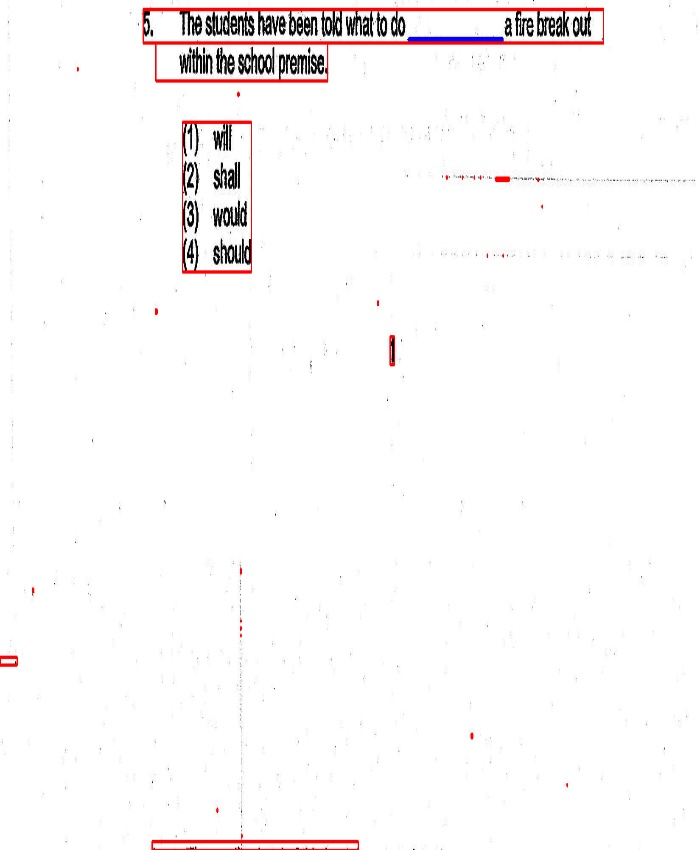 5. The students have been told what to do __________ a fire break out
within the school premise.
(1) will
(2) shall
(3) would
(4) should
1